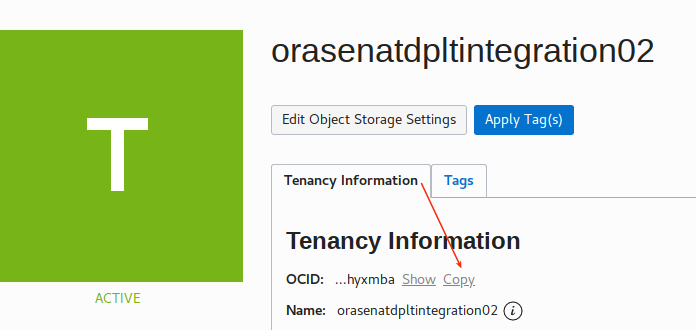 T
ACTIVE
orasenatdpltintegration02
Edit Object Storage Settings Apply Tag(s)
Tenancy Information Tags
Tenancy Information
OCID: ...hyxmba Show Copy
Name: orasenatdpltintegration02 i